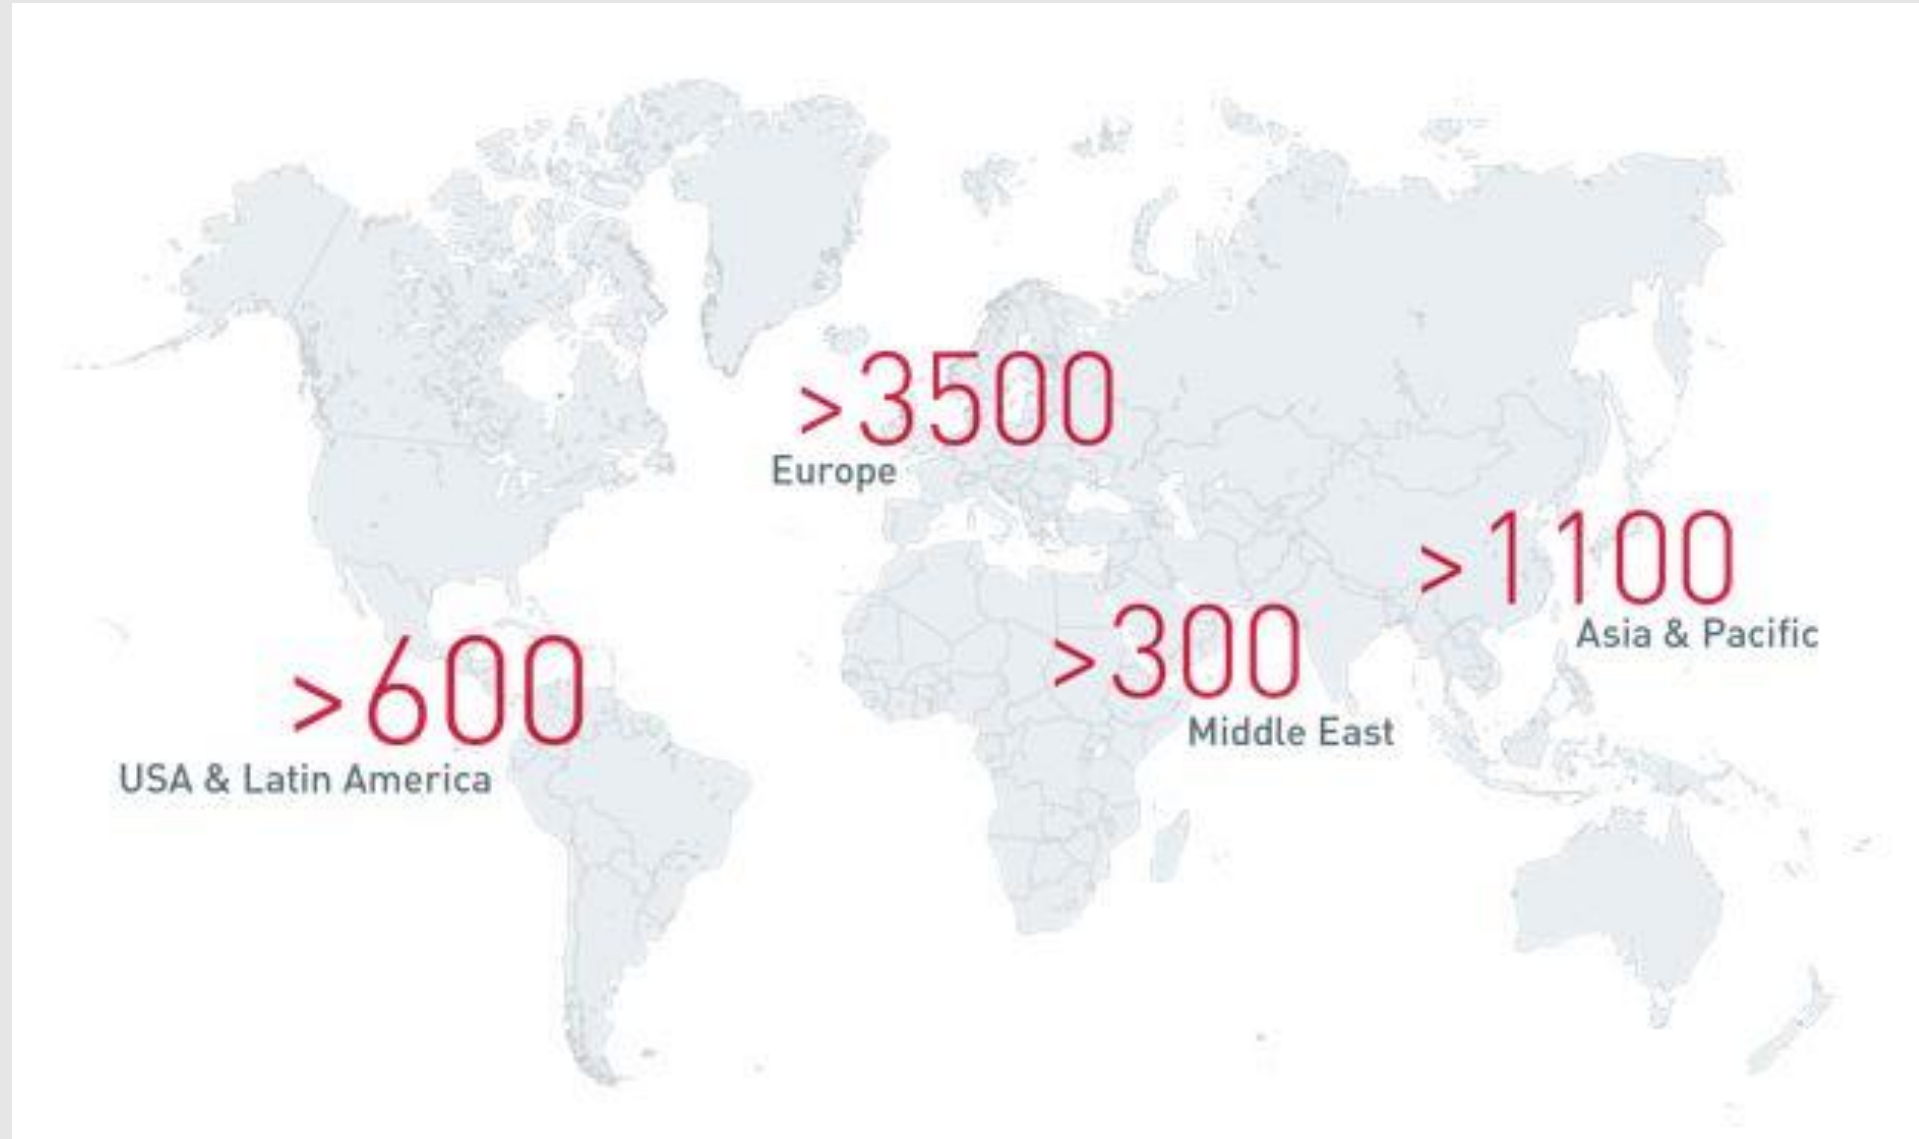 >3500
Europe
>1100
Asia & Pacific
>300
Middle East
>600
USA & Latin America